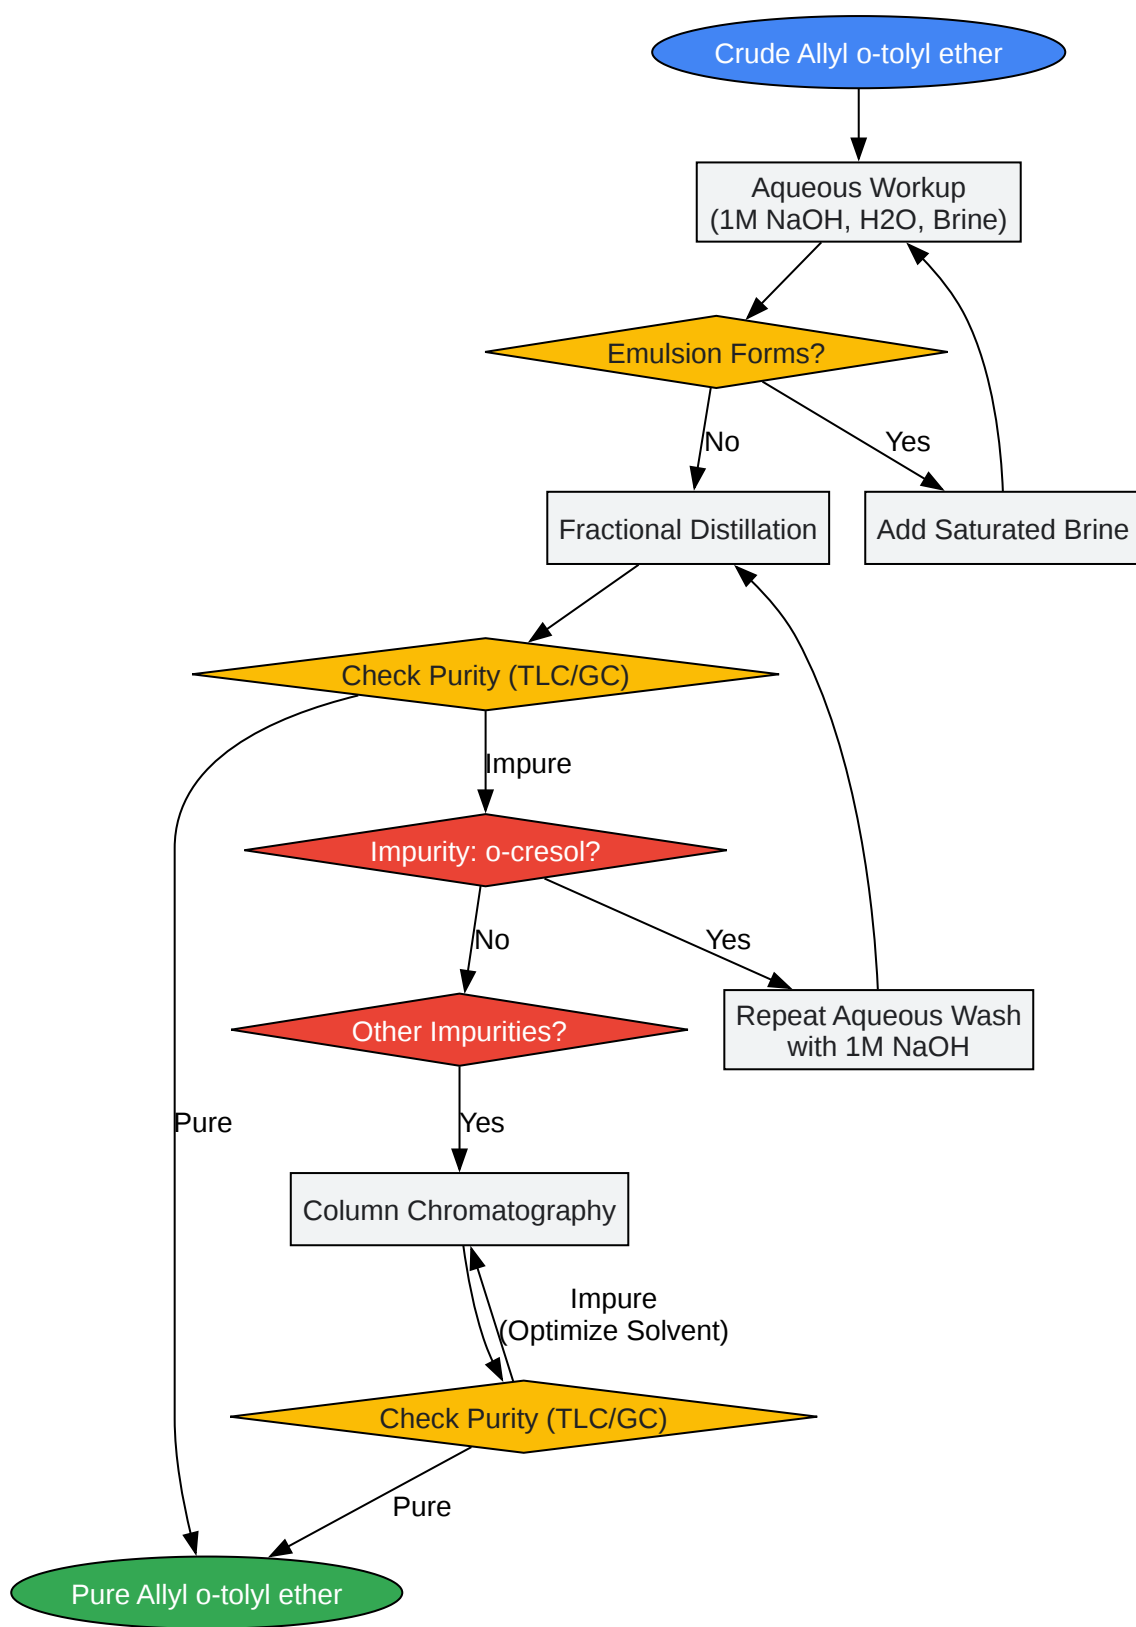 Crude Allyl o-tolyl ether
Aqueous Workup
(1M NaOH, H2O, Brine)
Emulsion Forms?
No
Yes
Fractional Distillation
Add Saturated Brine
Check Purity (TLC/GC)
Impure
Impurity: o-cresol?
No
Yes
Other Impurities?
Repeat Aqueous Wash
with 1M NaOH
Pure
Yes
Column Chromatography
Impure
(Optimize Solvent)
Check Purity (TLC/GC)
Pure
Pure Allyl o-tolyl ether